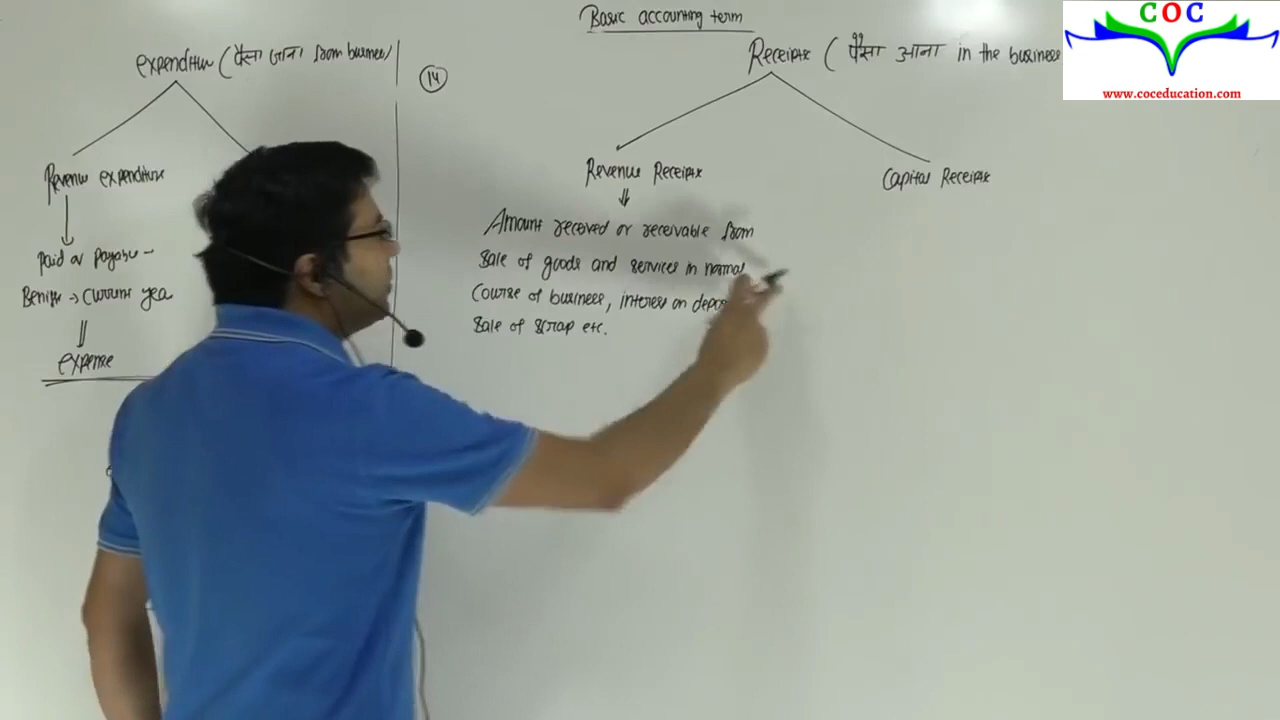 Basic accounting term
COC
www.coceducation.com
Expenditure (पैसा जाना from business)
Revenue expenditure
Paid or payable –
Benefit → Current year
⇓
expense
14
Receipts ( पैसा आना in the business
Revenue Receipts
⇓
Amount received or receivable from
Sale of goods and services in normal
Course of business, interest on
Sale of scrap etc.
Capital Receipts